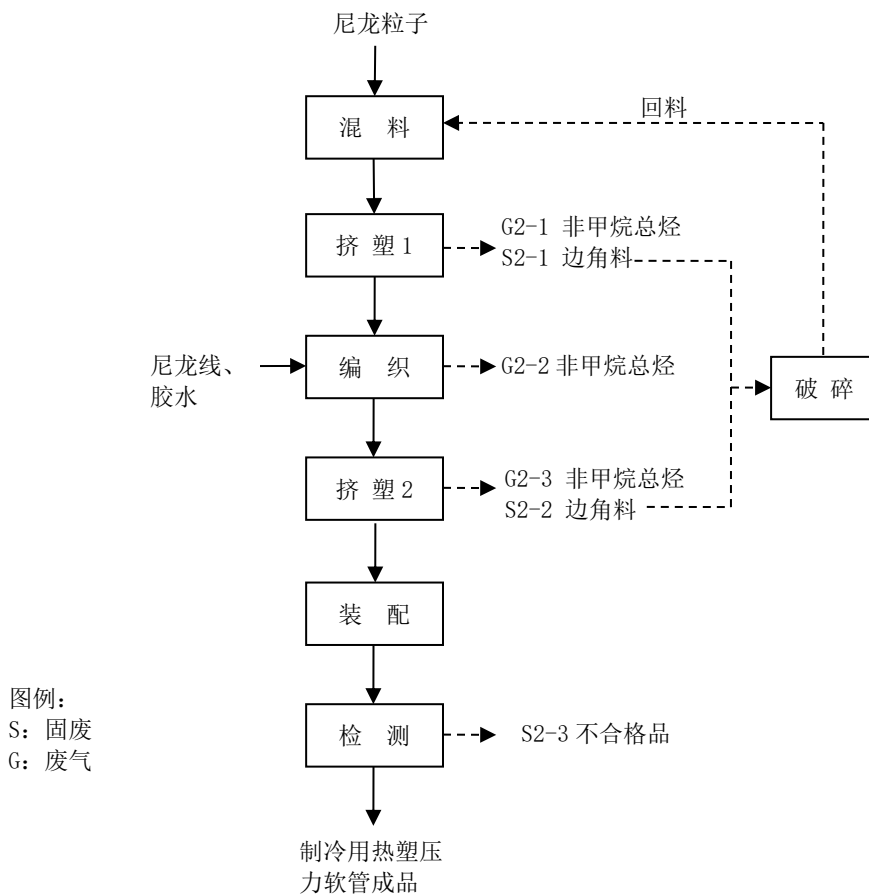 尼龙粒子
混 料
回料
挤 塑 1
G2-1 非甲烷总烃
S2-1 边角料
尼龙线、
胶水
编 织
G2-2 非甲烷总烃
破 碎
挤 塑 2
G2-3 非甲烷总烃
S2-2 边角料
装 配
图例：
S：固废
G：废气
检 测
S2-3 不合格品
制冷用热塑压
力软管成品